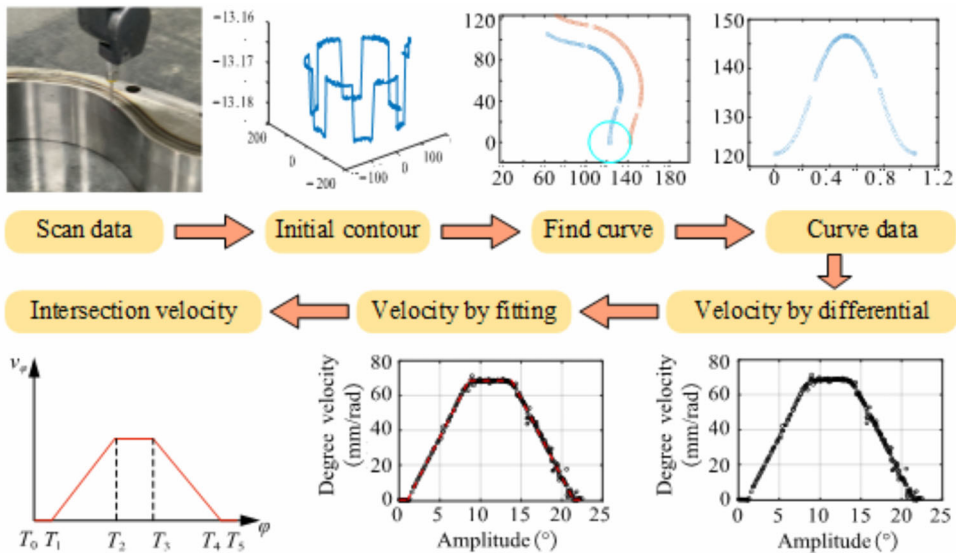 -13.16
-13.17
-13.18
200
0
-200
-100
0
100
120
80
40
0
20 60 100 140 180
150
140
130
120
0 0.4 0.8 1.2
Scan data
Initial contour
Find curve
Curve data
Intersection velocity
Velocity by fitting
Velocity by differential
vφ
T0 T1 T2 T3 T4 T5 φ
Degree velocity
(mm/rad)
80
60
40
20
0
0 5 10 15 20 25
Amplitude (°)
Degree velocity
(mm/rad)
80
60
40
20
0
0 5 10 15 20 25
Amplitude (°)